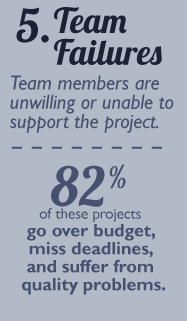 5. Team
Failures
Team members are
unwilling or unable to
support the project.
82%
of these projects
go over budget,
miss deadlines,
and suffer from
quality problems.